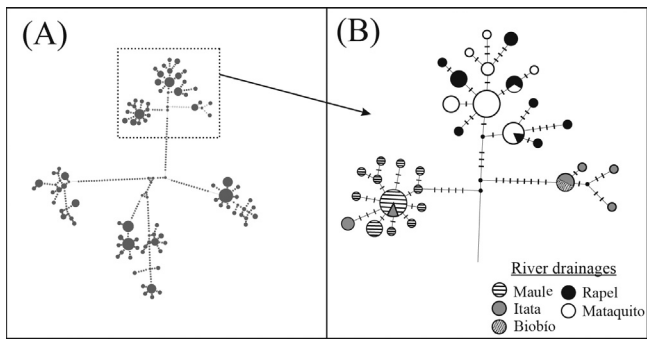 (A)
(B)
River drainages
Maule
Rapel
Itata
Mataquito
Biobío